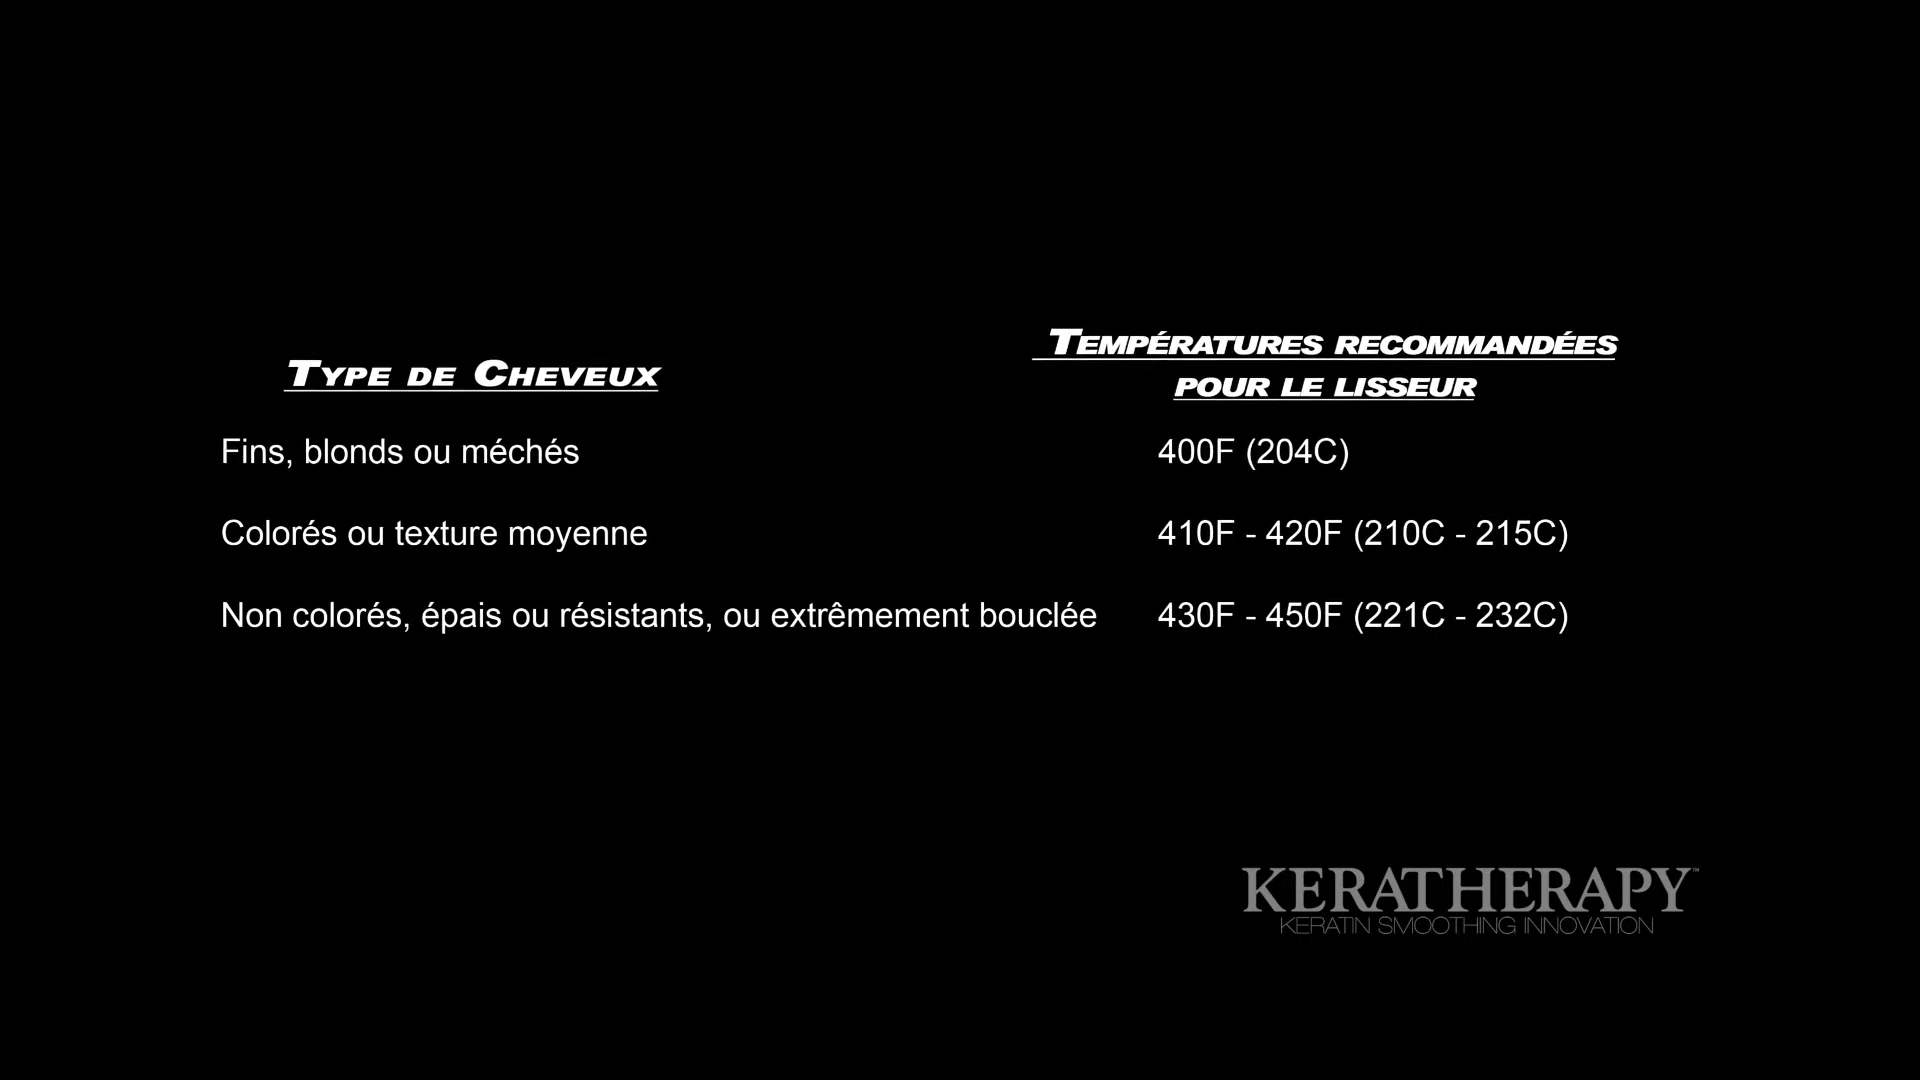 Type de Cheveux
Températures recommandées
pour le lisseur
Fins, blonds ou méchés
400F (204C)
Colorés ou texture moyenne
410F - 420F (210C - 215C)
Non colorés, épais ou résistants, ou extrêmement bouclée
430F - 450F (221C - 232C)
KERATHERAPY™
KERATIN SMOOTHING INNOVATION